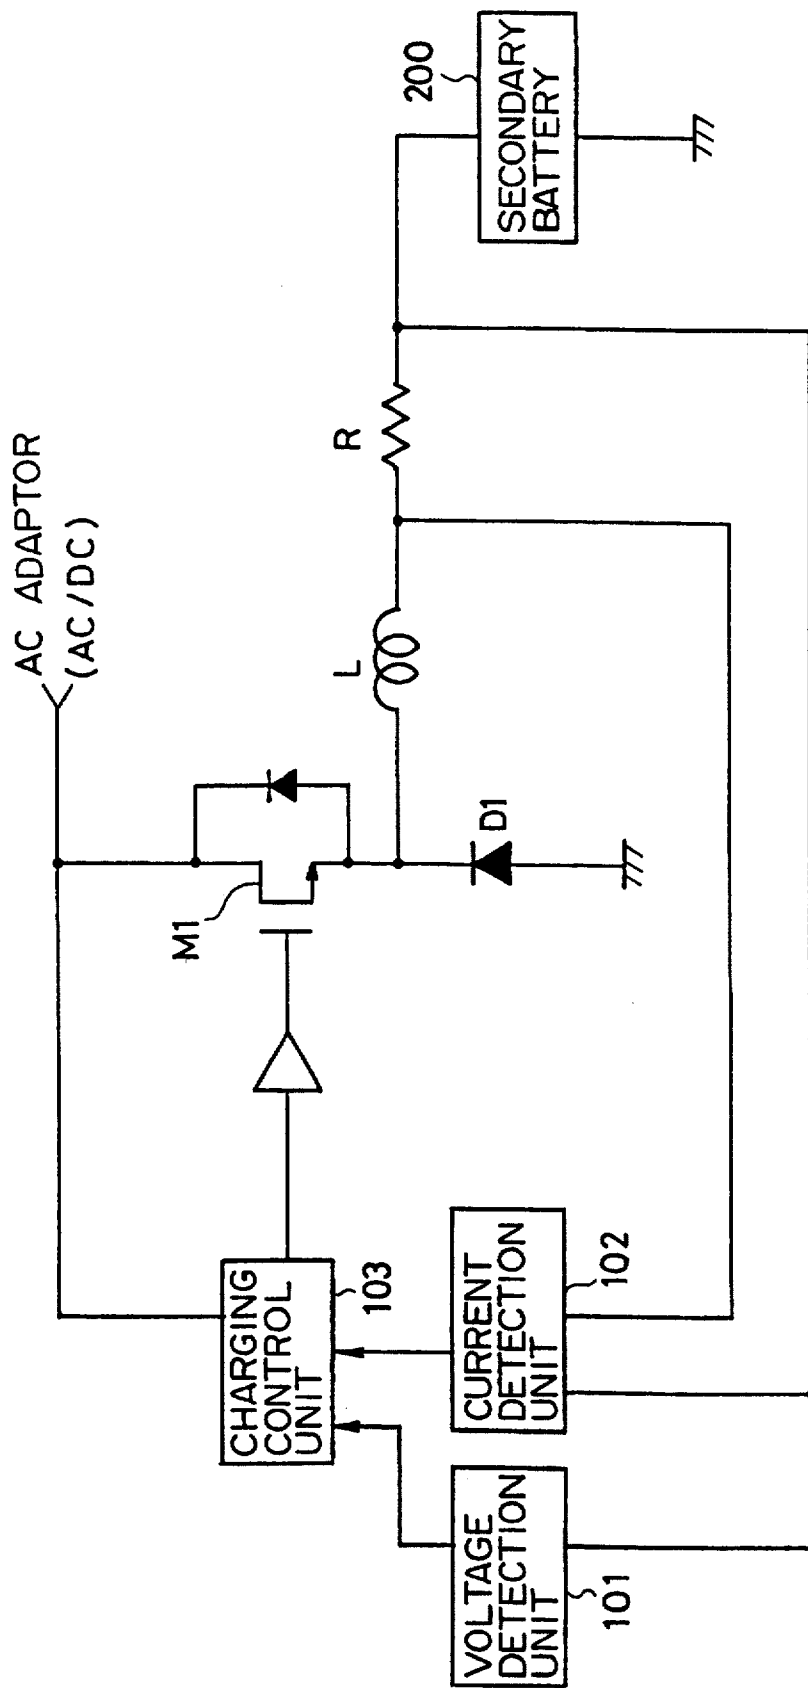 AC ADAPTOR
(AC/DC)
CHARGING
CONTROL
UNIT
103
M1
L
R
200
SECONDARY
BATTERY
D1
VOLTAGE
DETECTION
UNIT
101
CURRENT
DETECTION
UNIT
102